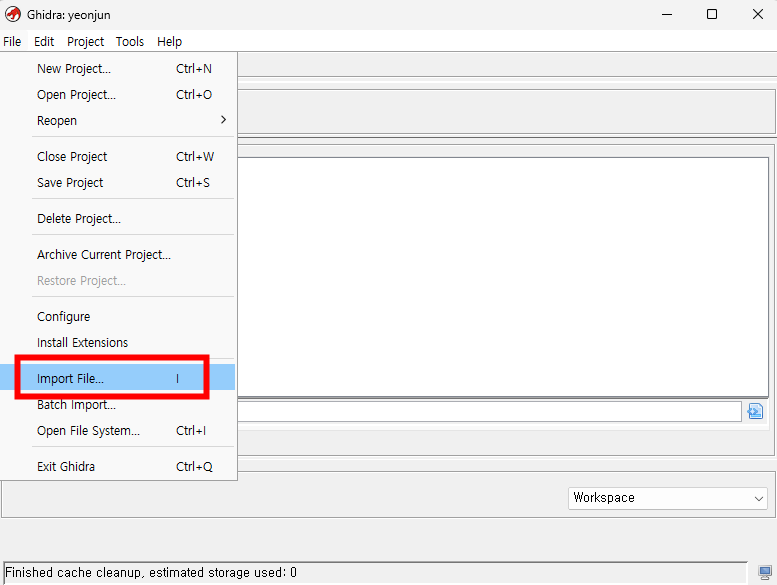 Ghidra: yeonjun
File Edit Project Tools Help
New Project... Ctrl+N
Open Project... Ctrl+O
Reopen
Close Project Ctrl+W
Save Project Ctrl+S
Delete Project...
Archive Current Project...
Restore Project...
Configure
Install Extensions
Import File... I
Batch Import...
Open File System... Ctrl+I
Exit Ghidra Ctrl+Q
Workspace
Finished cache cleanup, estimated storage used: 0